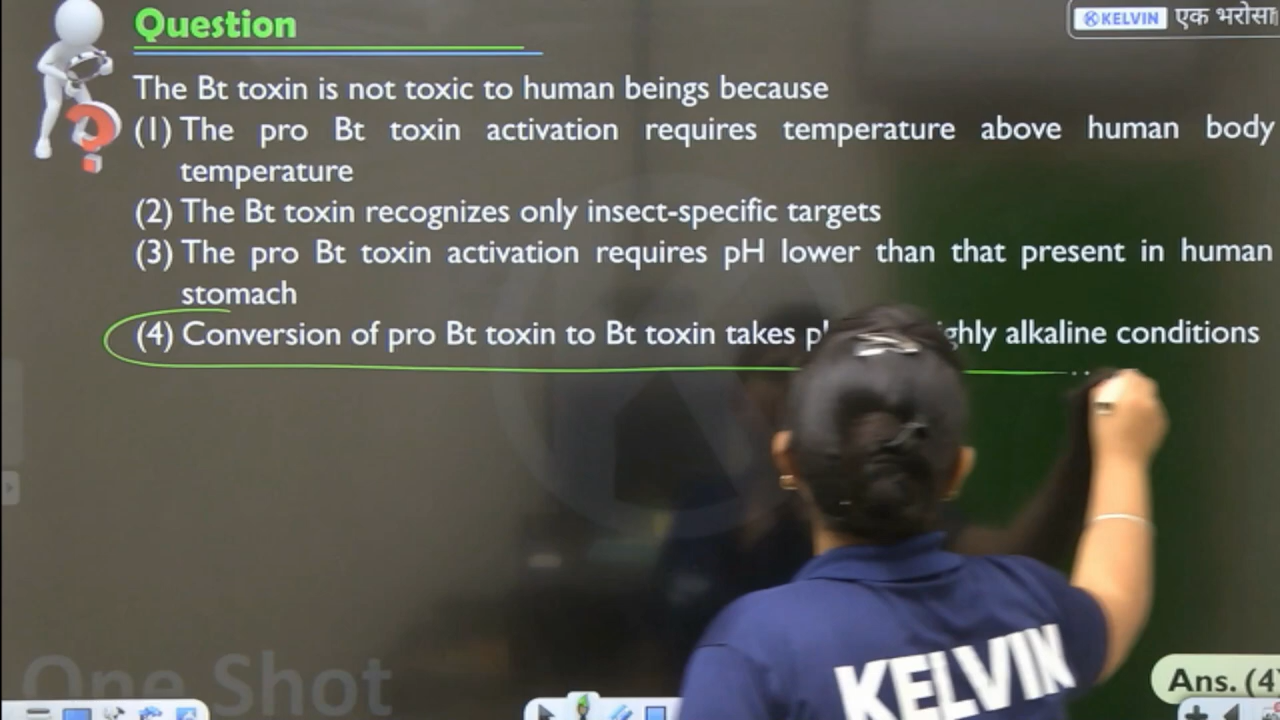 Question
KELVIN एक भरोसा
The Bt toxin is not toxic to human beings because
(1) The pro Bt toxin activation requires temperature above human body
temperature
(2) The Bt toxin recognizes only insect-specific targets
(3) The pro Bt toxin activation requires pH lower than that present in human
stomach
(4) Conversion of pro Bt toxin to Bt toxin takes alkaline conditions
KELVIN
One Shot
Ans. (4